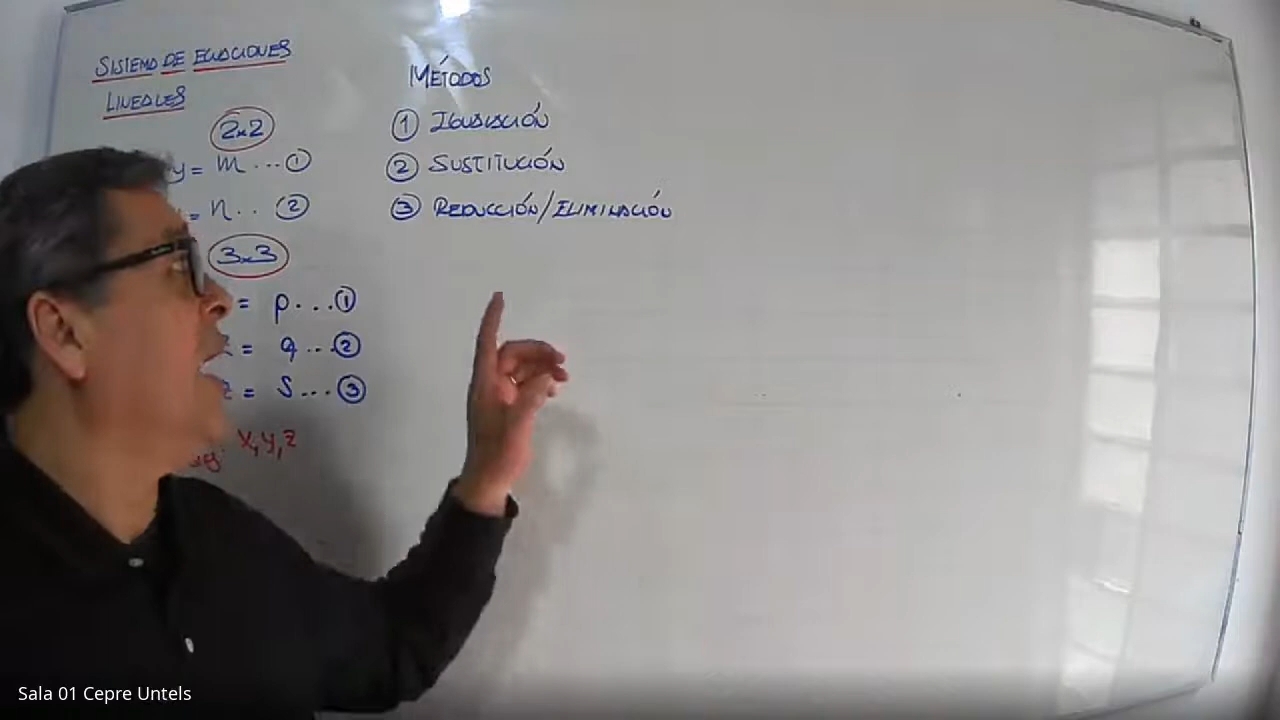 SISTEMA DE ECUACIONES
LINEALES
2x2
y = m ... ①
= n .. ②
3x3
= p ... ①
z = q ... ②
z = S ... ③
x, y, z
MÉTODOS
① IGUALACIÓN
② SUSTITUCIÓN
③ REDUCCIÓN/ELIMINACIÓN
Sala 01 Cepre Untels